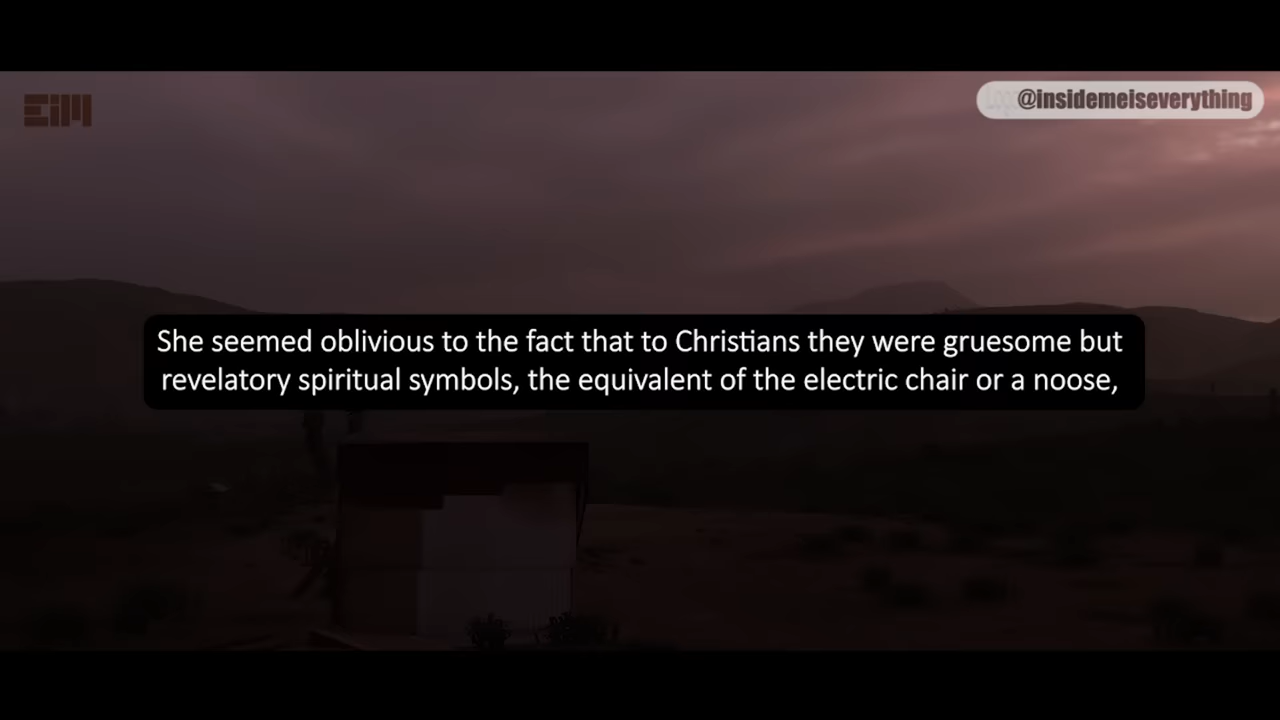 EIM
@insidemeiseverything
She seemed oblivious to the fact that to Christians they were gruesome but
revelatory spiritual symbols, the equivalent of the electric chair or a noose,